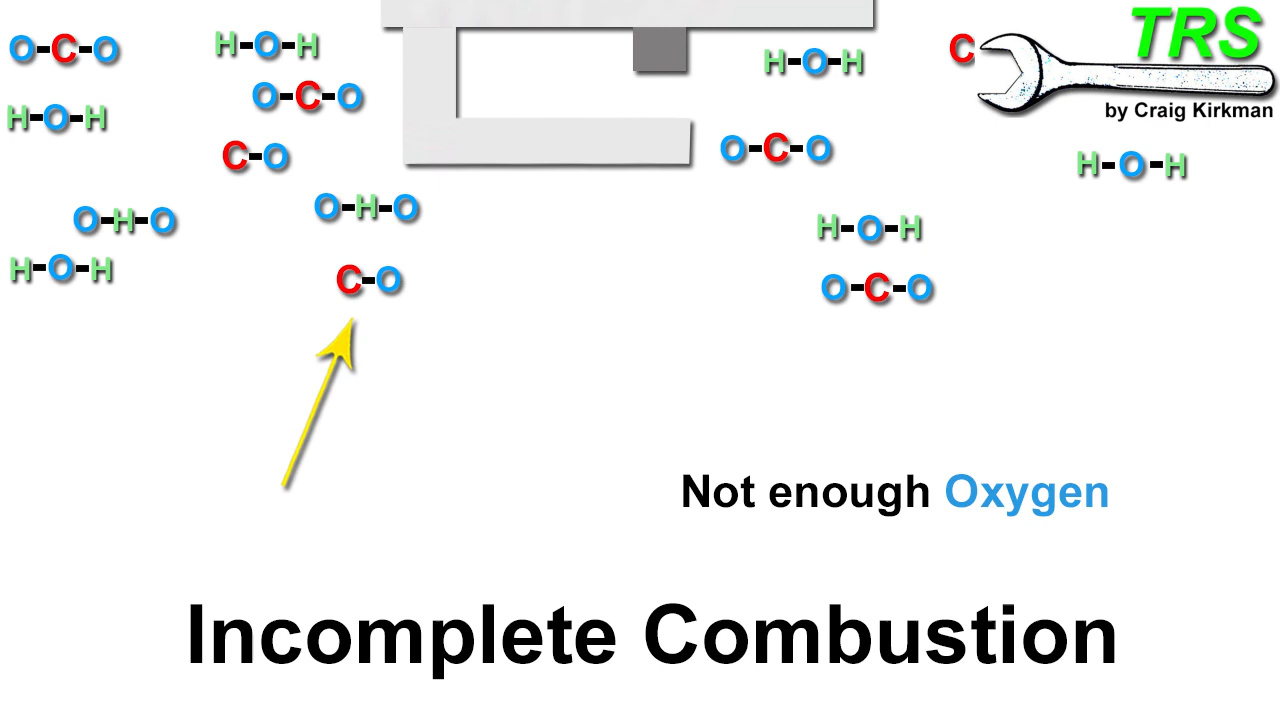 O-C-O
H-O-H
H-O-H
C
TRS
O-C-O
by Craig Kirkman
H-O-H
C-O
O-C-O
H-O-H
O-H-O
O-H-O
H-O-H
H-O-H
C-O
O-C-O
Not enough Oxygen
Incomplete Combustion